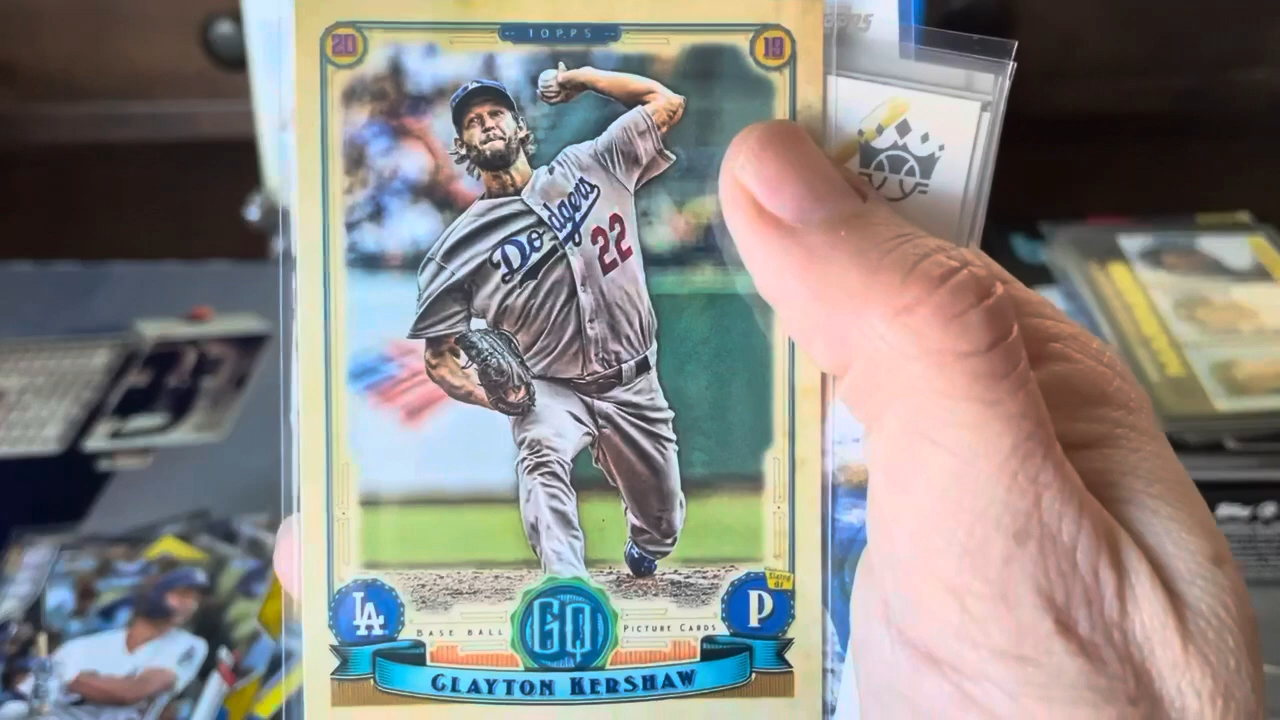 20
TOPPS
19
Dodgers
22
LA
BASE BALL
GQ
PICTURE CARDS
P
CLAYTON KERSHAW